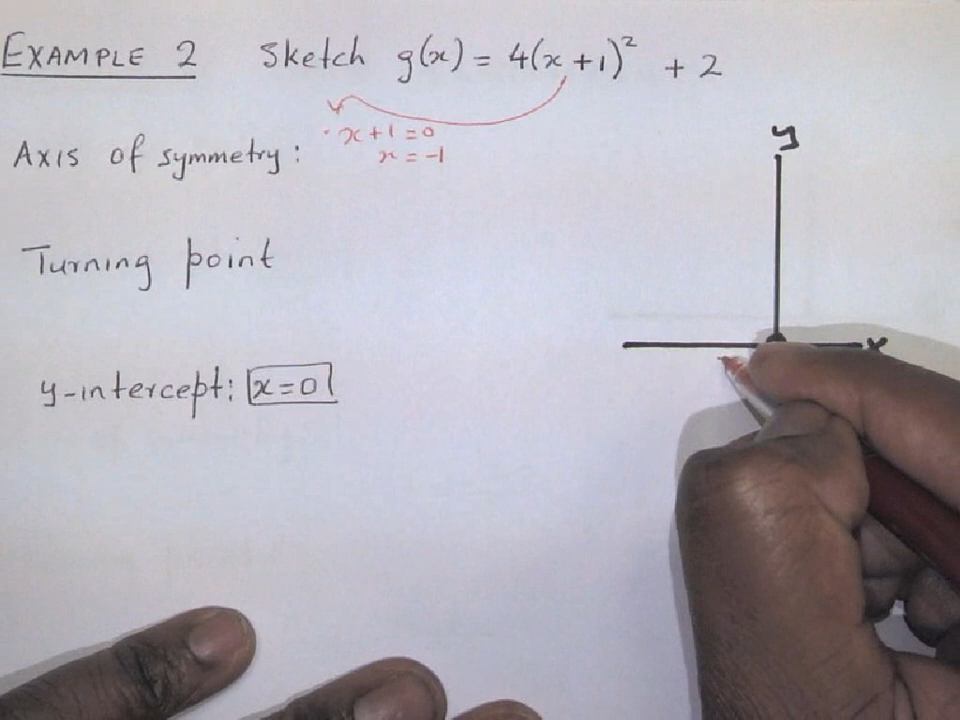 EXAMPLE 2 Sketch g(x) = 4(x+1)² + 2
x+1=0
Axis of symmetry:
x=-1
y
Turning point
x
y-intercept: x=0